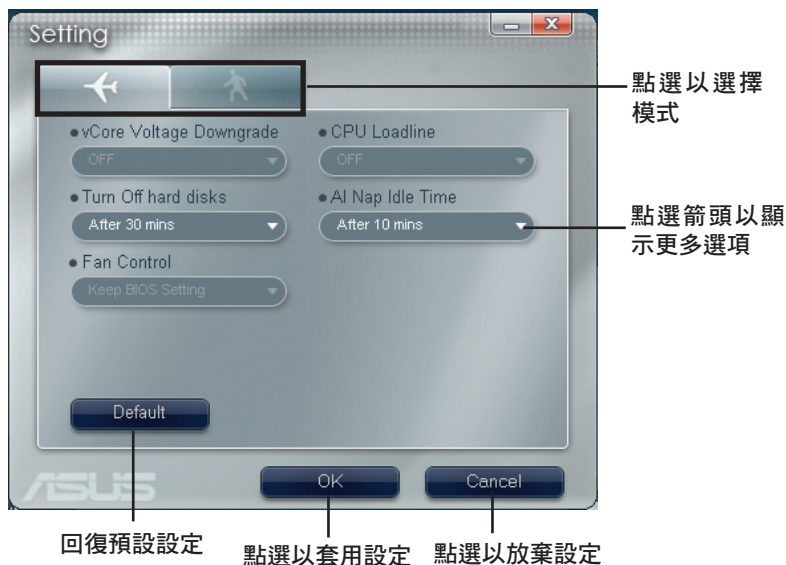 Setting
點選以選擇
模式
vCore Voltage Downgrade
CPU Loadline
OFF
OFF
Turn Off hard disks
AI Nap Idle Time
After 30 mins
After 10 mins
點選箭頭以顯
示更多選項
Fan Control
Keep BIOS Setting
Default
ASUS
OK
Cancel
回復預設設定
點選以套用設定
點選以放棄設定